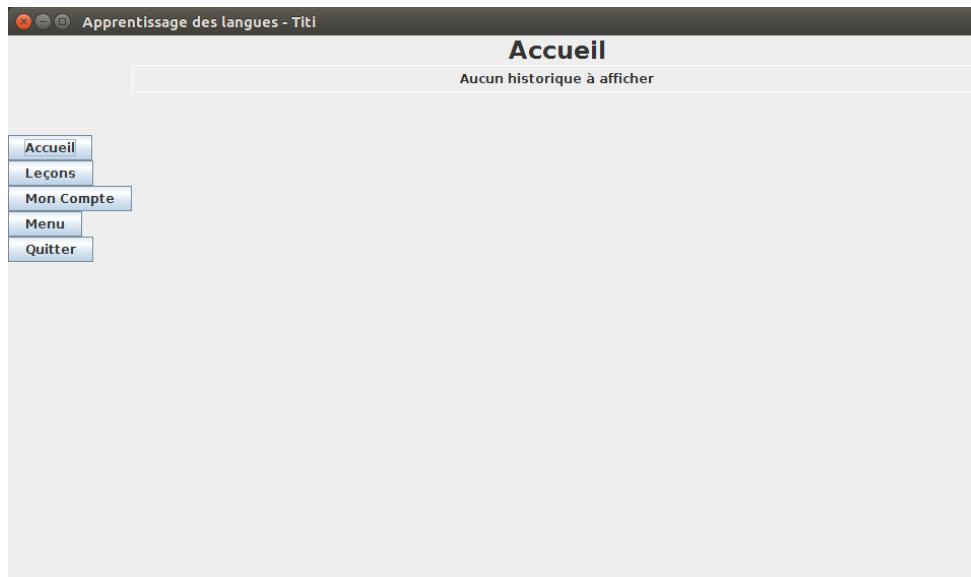 Apprentissage des langues - Titi
Accueil
Aucun historique à afficher
Accueil
Leçons
Mon Compte
Menu
Quitter